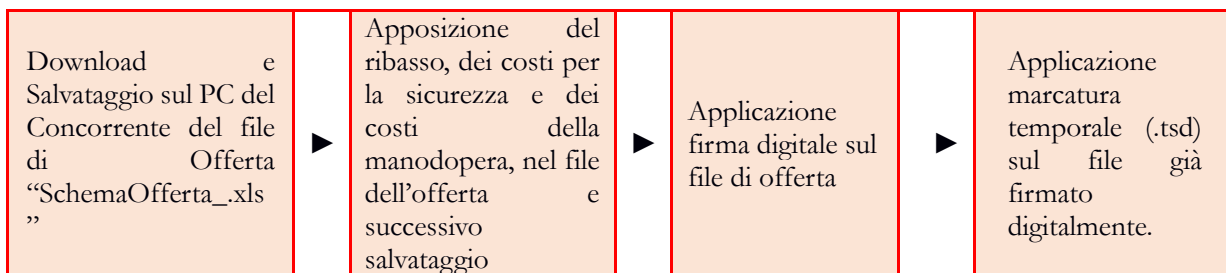 Download e
Salvataggio sul PC del
Concorrente del file
di Offerta
“SchemaOfferta_.xls
”
►
Apposizione del
ribasso, dei costi per
la sicurezza e dei
costi della
manodopera, nel file
dell’offerta e
successivo
salvataggio
►
Applicazione
firma digitale sul
file di offerta
►
Applicazione
marcatura
temporale (.tsd)
sul file già
firmato
digitalmente.